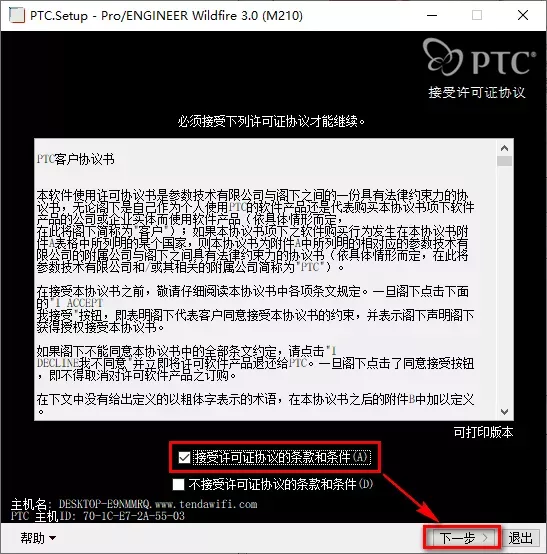 PTC.Setup - Pro/ENGINEER Wildfire 3.0 (M210)
PTC®
接受许可证协议
必须接受下列许可证协议才能继续。
PTC客户协议书
本软件使用许可协议书是参数技术有限公司与阁下之间的一份具有法律约束力的协
议书，无论阁下是自己作为个人使用PTC的软件产品还是代表购买本协议书项下软件
产品的公司或企业实体而使用软件产品（依具体情形而定，
在此将阁下简称为"客户"）；如果本协议书项下之软件购买行为发生在本协议书附
件A表格中所列明的某个国家，则本协议书为附件A中所列明的相对应的参数技术有
限公司的附属公司与阁下之间具有法律约束力的协议书（依具体情形而定，在此将
参数技术有限公司和/或其相关的附属公司简称为"PTC"）。
在接受本协议书之前，敬请仔细阅读本协议书中各项条文规定。一旦阁下点击下面
的"I ACCEPT
我接受"按钮，即表明阁下代表客户同意接受本协议书的约束，并表示阁下声明阁下
获得授权接受本协议书。
如果阁下不能同意本协议书中的全部条文约定，请点击"I
DECLINE我不同意"并立即将许可软件产品退还给PTC。一旦阁下点击了同意接受按钮
，即不得取消对许可软件产品之订购。
在下文中没有给出定义的以粗体字表示的术语，在本协议书之后的附件B中加以定义
。
可打印版本
接受许可证协议的条款和条件(A)
不接受许可证协议的条款和条件(D)
主机名: DESKTOP-E9NMMRQ.www.tendawifi.com
PTC 主机ID: 70-1C-E7-2A-55-03
帮助
下一步 >
退出